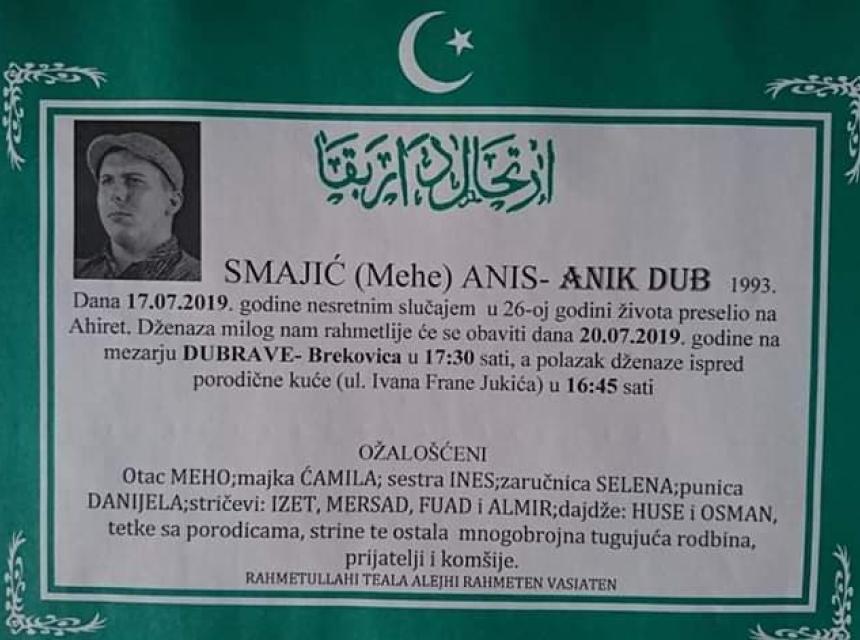 ارتحال دار بقا
SMAJIĆ (Mehe) ANIS- ANIK DUB 1993.
Dana 17.07.2019. godine nesretnim slučajem u 26-oj godini života preselio na
Ahiret. Dženaza milog nam rahmetlije će se obaviti dana 20.07.2019. godine na
mezarju DUBRAVE- Brekovica u 17:30 sati, a polazak dženaze ispred
porodične kuće (ul. Ivana Frane Jukića) u 16:45 sati
OŽALOŠĆENI
Otac MEHO;majka ĆAMILA; sestra INES;zaručnica SELENA;punica
DANIJELA;stričevi: IZET, MERSAD, FUAD i ALMIR;dajdže: HUSE i OSMAN,
tetke sa porodicama, strine te ostala mnogobrojna tugujuća rodbina,
prijatelji i komšije.
RAHMETULLAHI TEALA ALEJHI RAHMETEN VASIATEN